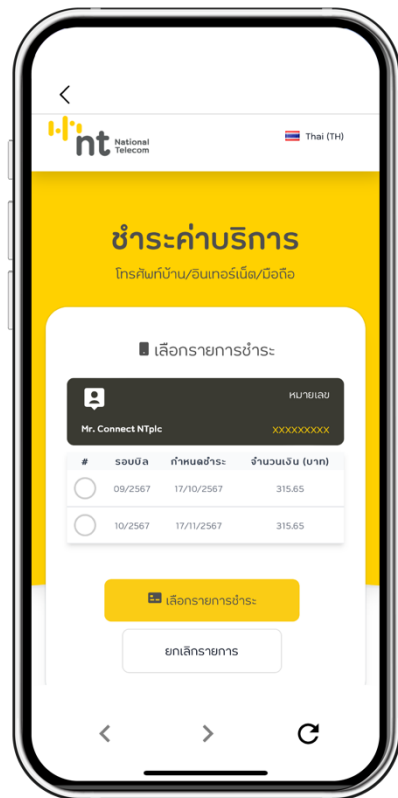 nt National Telecom
Thai (TH)
ชำระค่าบริการ
โทรศัพท์บ้าน/อินเทอร์เน็ต/มือถือ
เลือกรายการชำระ
หมายเลข
Mr. Connect NTplc XXXXXXXXX
# รอบบิล กำหนดชำระ จำนวนเงิน (บาท)
09/2567 17/10/2567 315.65
10/2567 17/11/2567 315.65
เลือกรายการชำระ
ยกเลิกรายการ